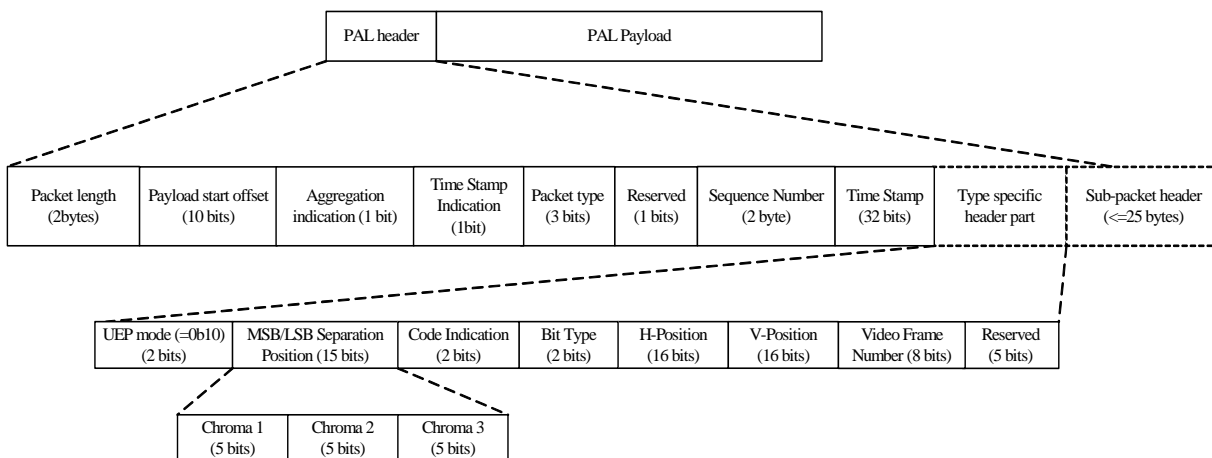 PAL header
PAL Payload
Packet length
(2bytes)
Payload start offset
(10 bits)
Aggregation
indication (1 bit)
Time Stamp
Indication
(1bit)
Packet type
(3 bits)
Reserved
(1 bits)
Sequence Number
(2 byte)
Time Stamp
(32 bits)
Type specific
header part
Sub-packet header
(<=25 bytes)
UEP mode (=0b10)
(2 bits)
MSB/LSB Separation
Position (15 bits)
Code Indication
(2 bits)
Bit Type
(2 bits)
H-Position
(16 bits)
V-Position
(16 bits)
Video Frame
Number (8 bits)
Reserved
(5 bits)
Chroma 1
(5 bits)
Chroma 2
(5 bits)
Chroma 3
(5 bits)